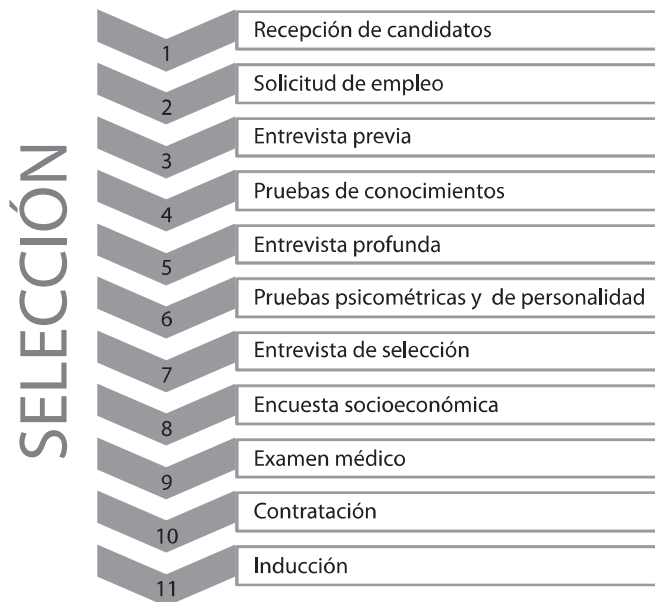 SELECCIÓN
1 Recepción de candidatos
2 Solicitud de empleo
3 Entrevista previa
4 Pruebas de conocimientos
5 Entrevista profunda
6 Pruebas psicométricas y de personalidad
7 Entrevista de selección
8 Encuesta socioeconómica
9 Examen médico
10 Contratación
11 Inducción